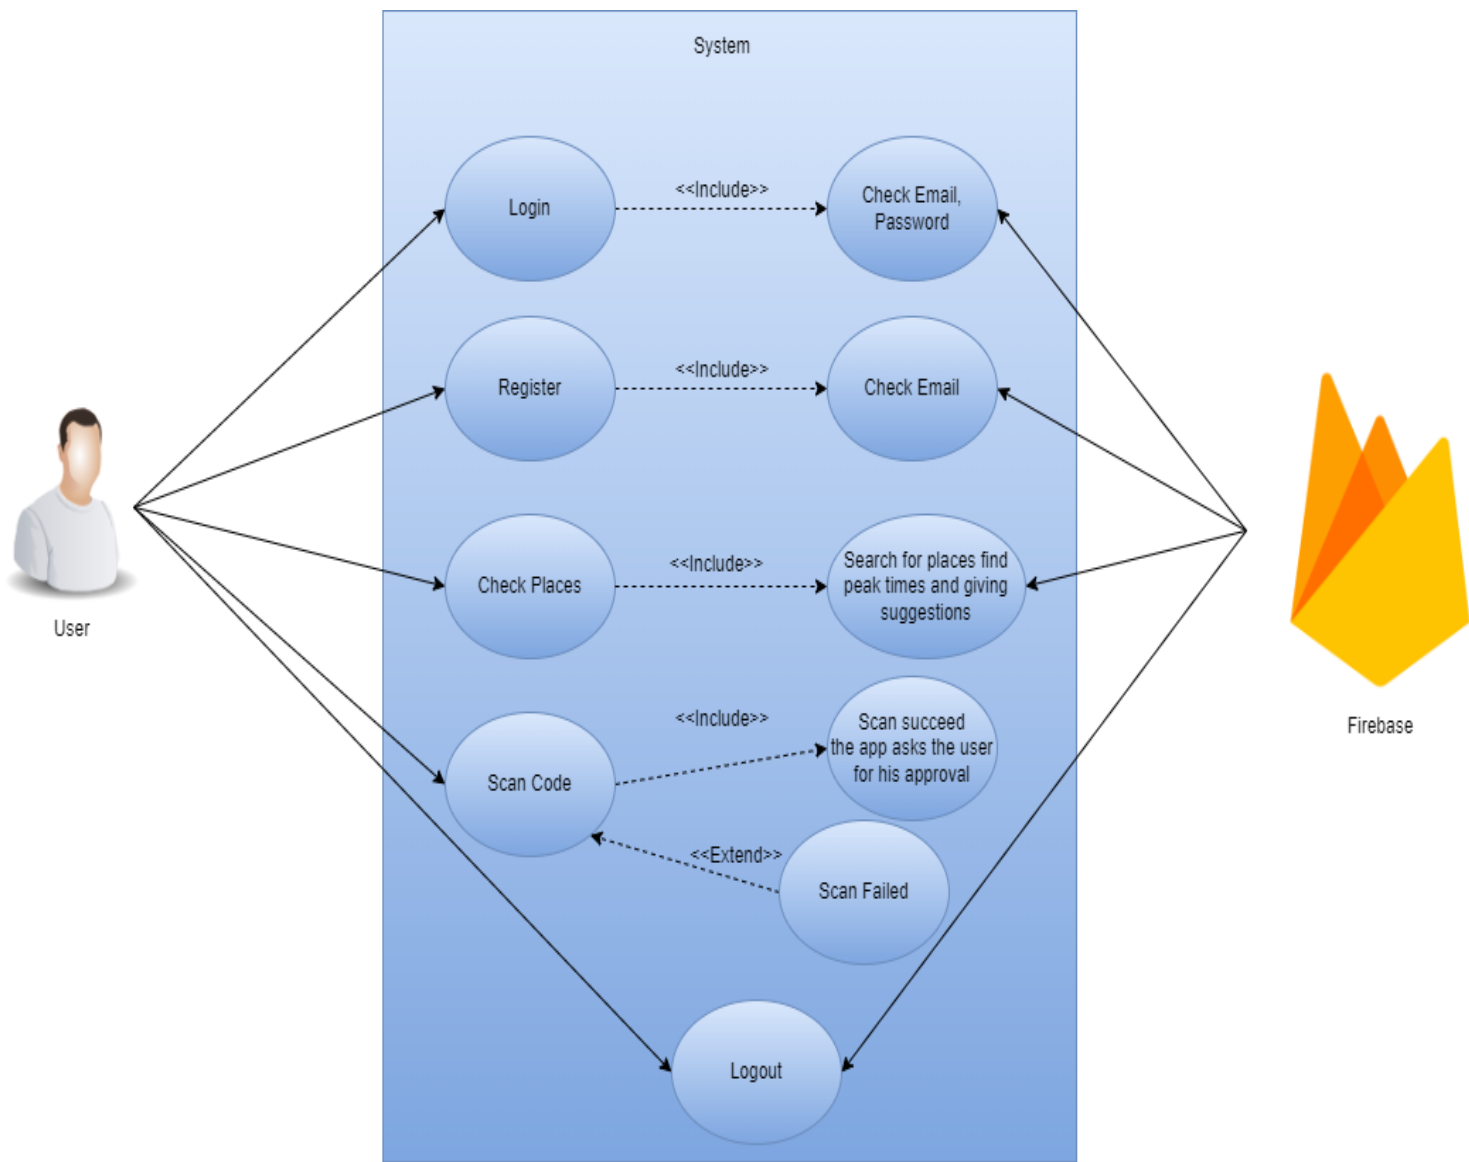 System
Login
<<Include>>
Check Email,
Password
Register
<<Include>>
Check Email
Check Places
<<Include>>
Search for places find
peak times and giving
suggestions
User
Scan Code
<<Include>>
Scan succeed
the app asks the user
for his approval
Firebase
<<Extend>>
Scan Failed
Logout